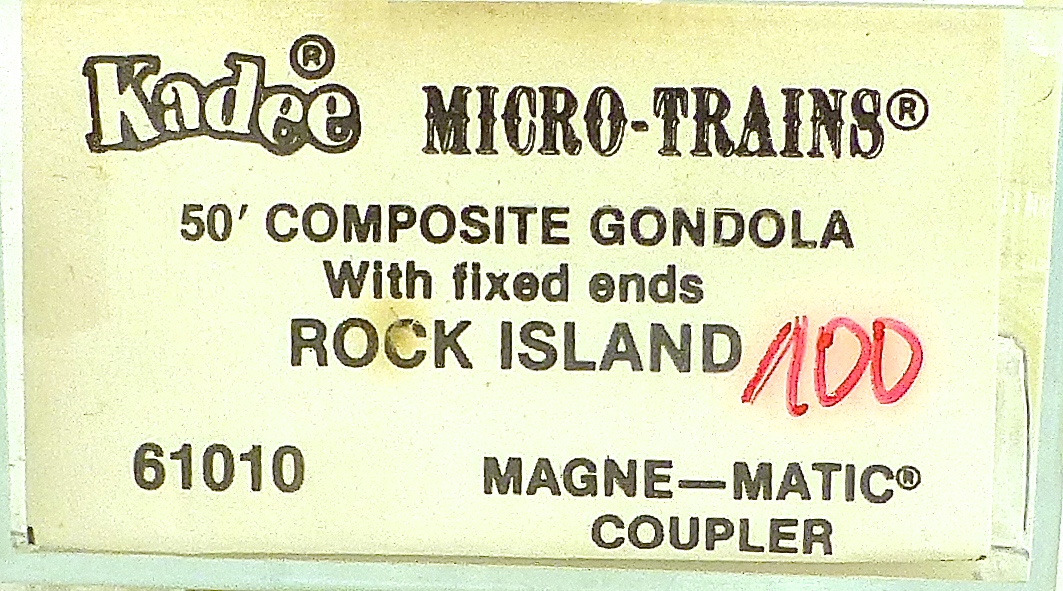 Kadee® MICRO-TRAINS®
50' COMPOSITE GONDOLA
With fixed ends
ROCK ISLAND 100
61010 MAGNE—MATIC®
COUPLER